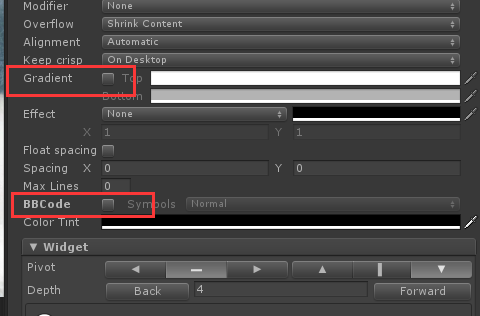 Modifier None
Overflow Shrink Content
Alignment Automatic
Keep crisp On Desktop
Gradient Top
Bottom
Effect None
X 1 Y 1
Float spacing
Spacing X 0 Y 0
Max Lines 0
BBCode Symbols Normal
Color Tint
▼ Widget
Pivot ◄ ▬ ► ▲ ▌ ▼
Depth Back 4 Forward